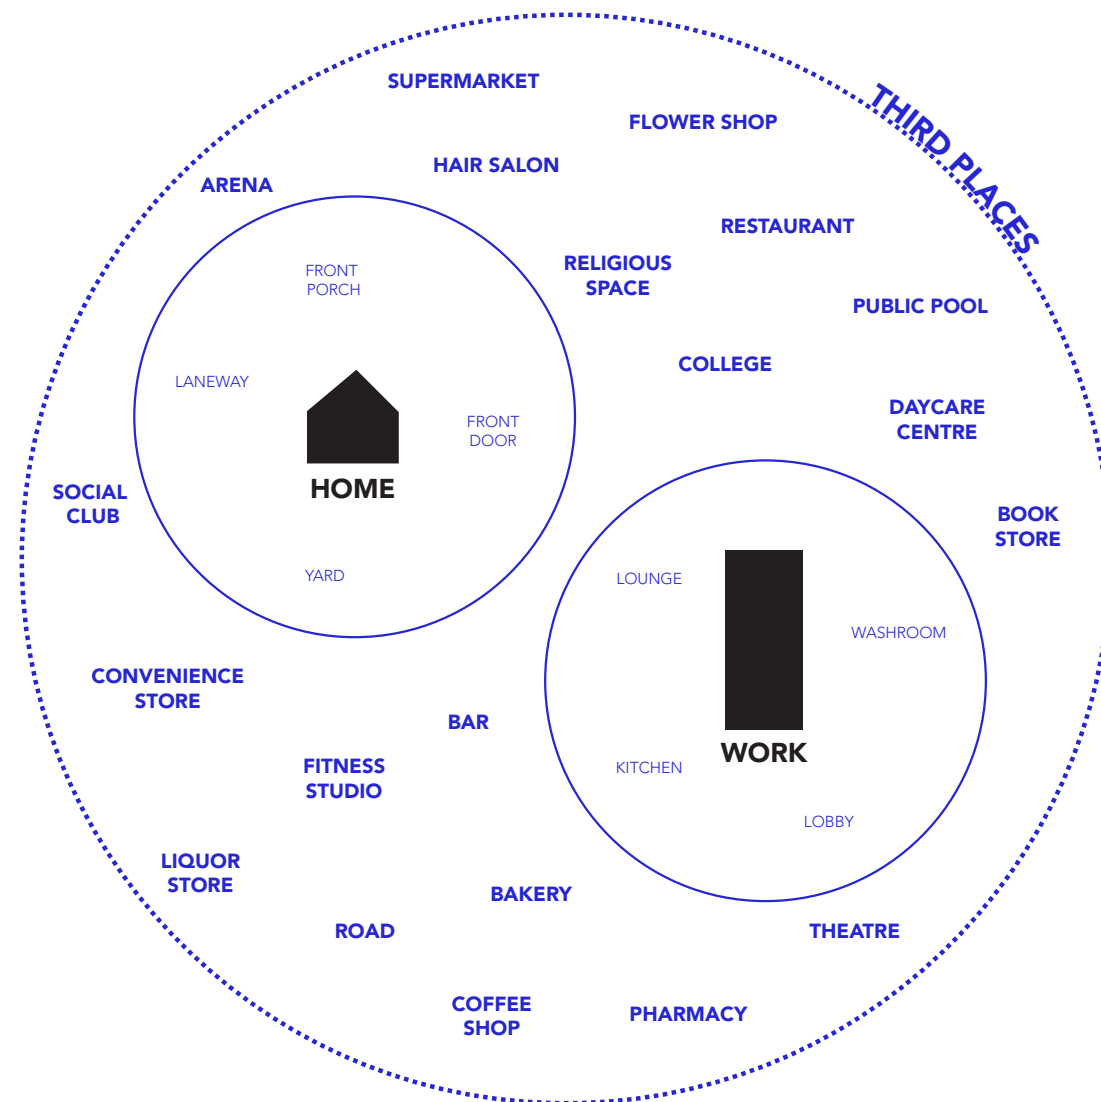 SUPERMARKET
FLOWER SHOP
THIRD PLACES
HAIR SALON
ARENA
RESTAURANT
RELIGIOUS
SPACE
FRONT
PORCH
PUBLIC POOL
COLLEGE
LANEWAY
DAYCARE
CENTRE
FRONT
DOOR
HOME
SOCIAL
CLUB
BOOK
STORE
YARD
LOUNGE
WASHROOM
CONVENIENCE
STORE
BAR
WORK
FITNESS
STUDIO
KITCHEN
LOBBY
LIQUOR
STORE
BAKERY
ROAD
THEATRE
COFFEE
SHOP
PHARMACY